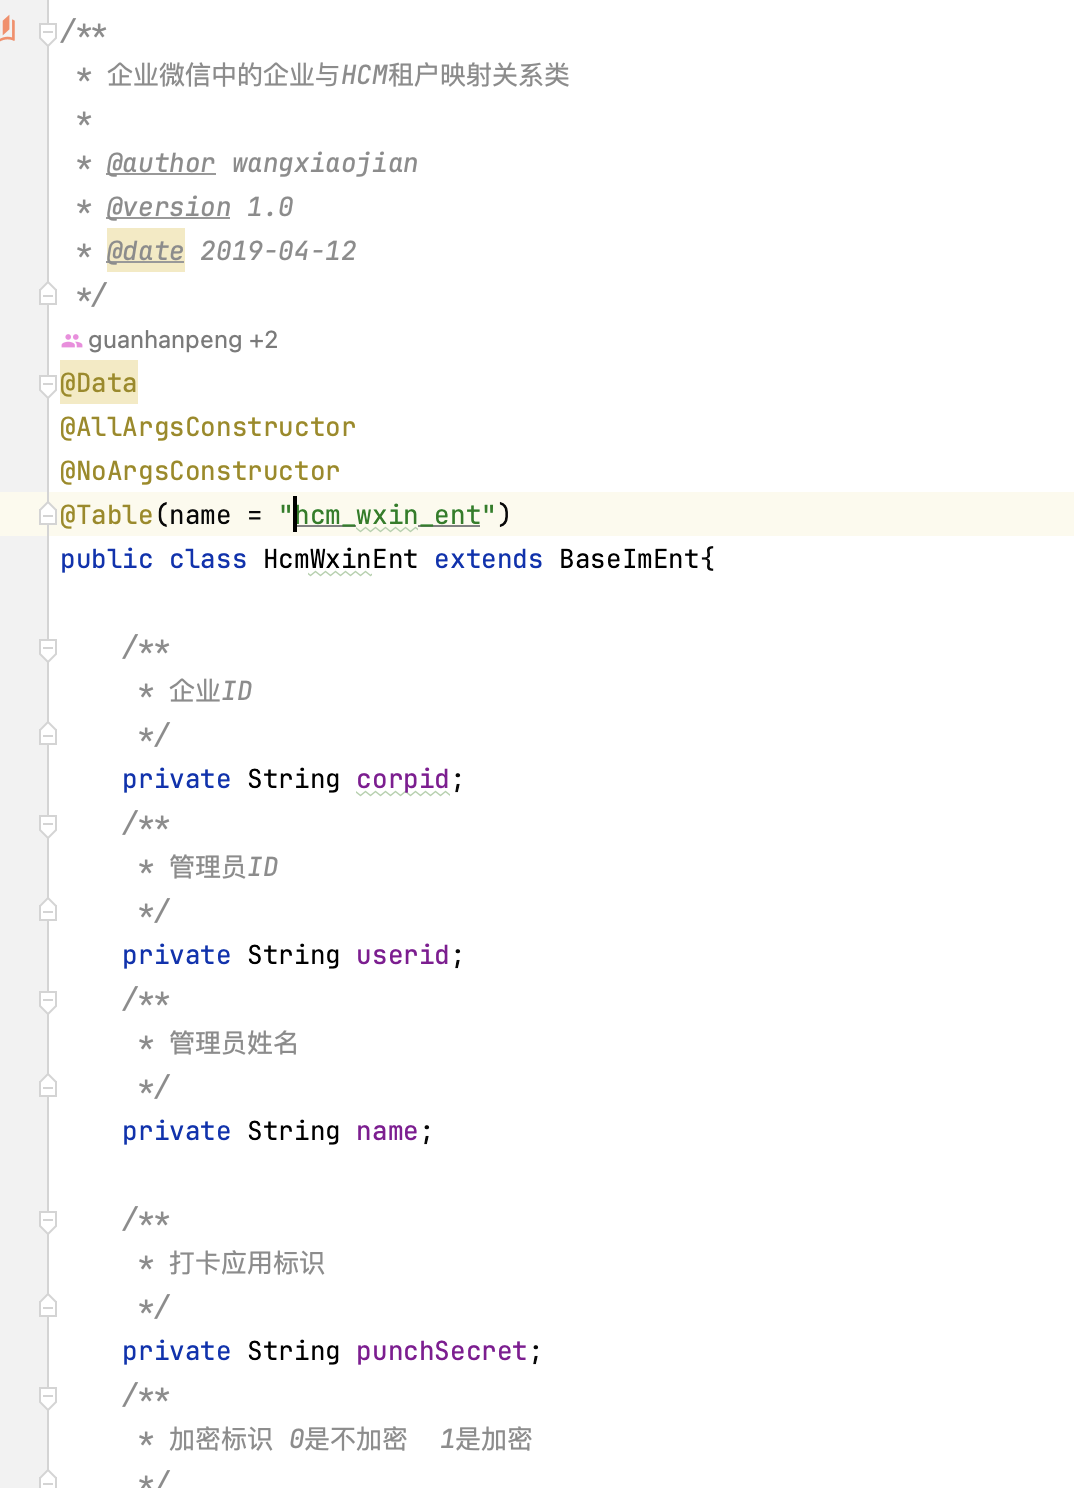 /**
 * 企业微信中的企业与HCM租户映射关系类
 *
 * @author wangxiaojian
 * @version 1.0
 * @date 2019-04-12
 */
guanhanpeng +2
@Data
@AllArgsConstructor
@NoArgsConstructor
@Table(name = "hcm_wxin_ent")
public class HcmWxinEnt extends BaseImEnt{
    /**
     * 企业ID
     */
    private String corpid;
    /**
     * 管理员ID
     */
    private String userid;
    /**
     * 管理员姓名
     */
    private String name;
    /**
     * 打卡应用标识
     */
    private String punchSecret;
    /**
     * 加密标识 0是不加密  1是加密
     */